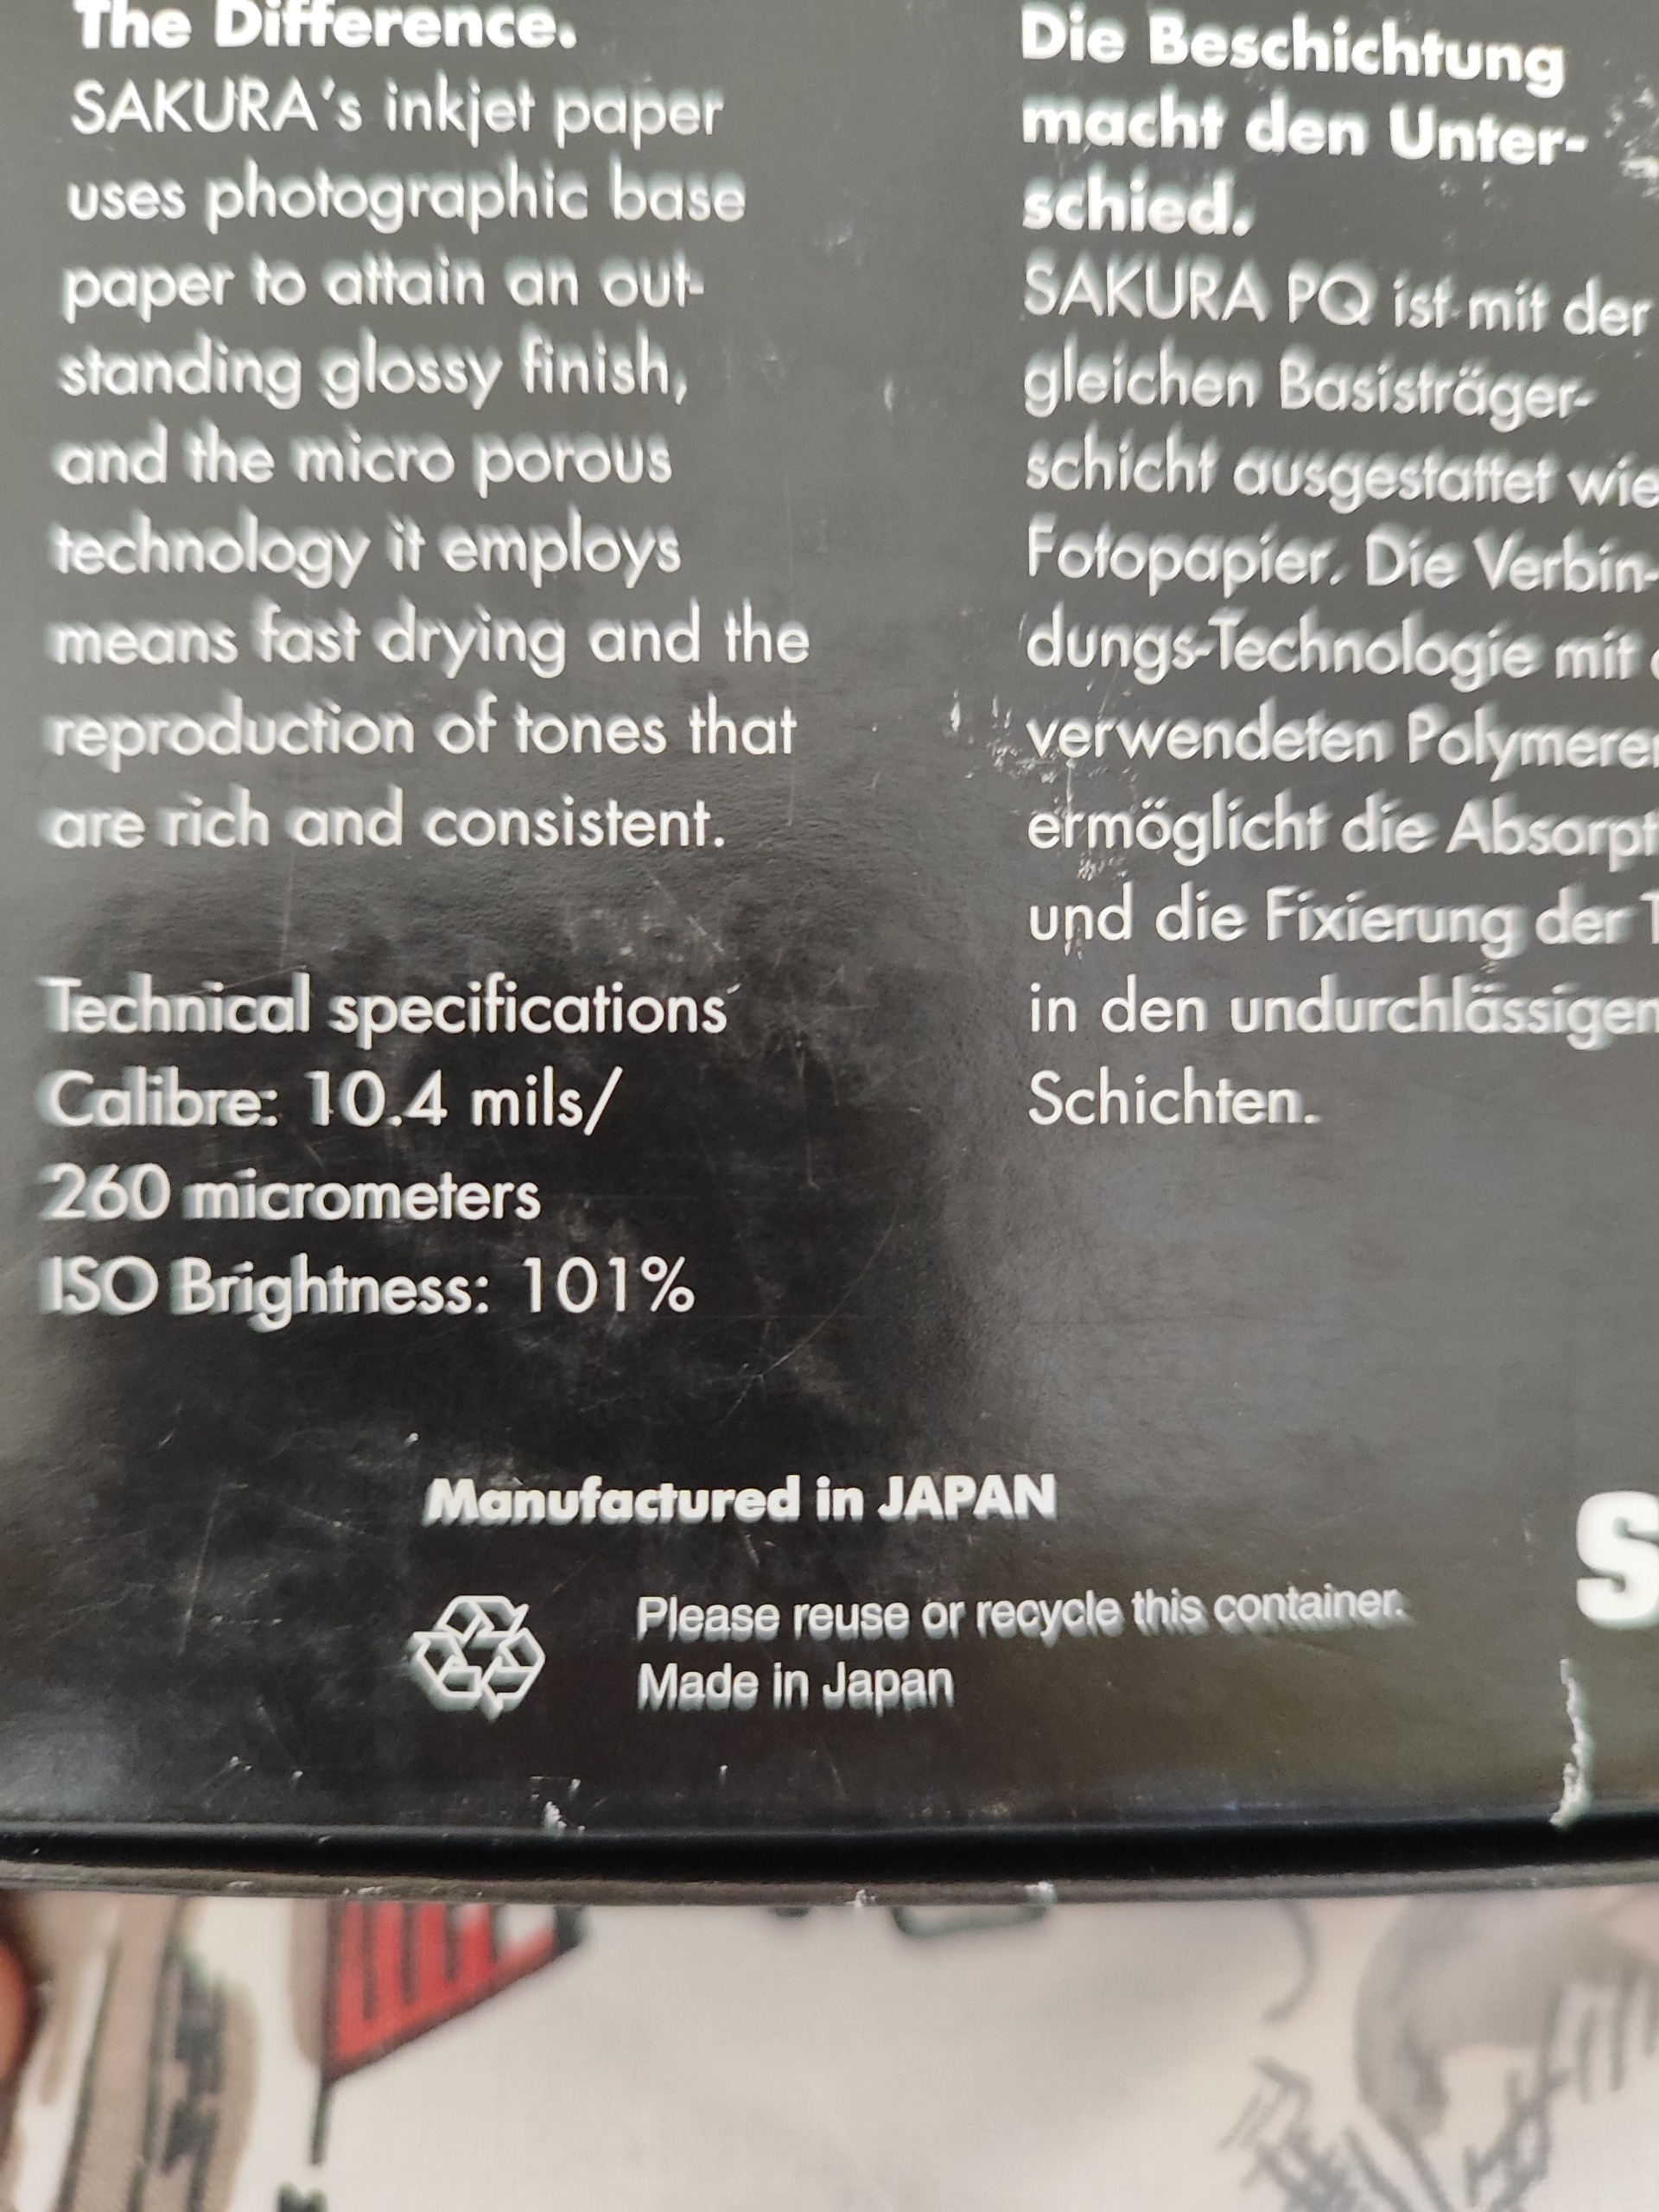 The Difference.
SAKURA's inkjet paper
uses photographic base
paper to attain an out-
standing glossy finish,
and the micro porous
technology it employs
means fast drying and the
reproduction of tones that
are rich and consistent.
Technical specifications
Calibre: 10.4 mils/
260 micrometers
ISO Brightness: 101%
Die Beschichtung
macht den Unter-
schied.
SAKURA PQ ist mit der
gleichen Basisträger-
schicht ausgestattet wie
Fotopapier. Die Verbin-
dungs-Technologie mit
verwendeten Polymeren
ermöglicht die Absorpt
und die Fixierung der T
in den undurchlässigen
Schichten.
Manufactured in JAPAN
Please reuse or recycle this container.
Made in Japan
S